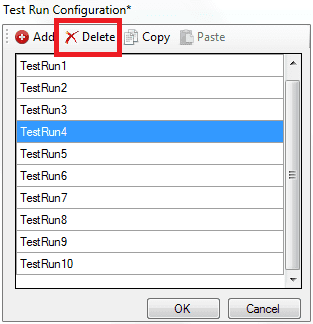 Test Run Configuration*
Add Delete Copy Paste
TestRun1
TestRun2
TestRun3
TestRun4
TestRun5
TestRun6
TestRun7
TestRun8
TestRun9
TestRun10
OK Cancel